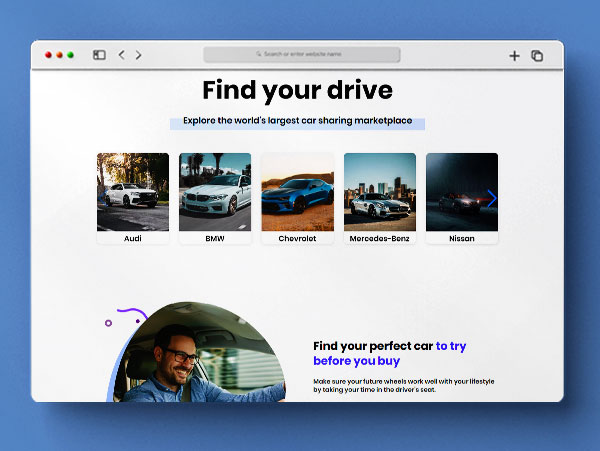 Search or enter website name
Find your drive
Explore the world's largest car sharing marketplace
Audi
BMW
Chevrolet
Mercedes-Benz
Nissan
Find your perfect car to try
before you buy
Make sure your future wheels work well with your lifestyle
by taking your time in the driver's seat.